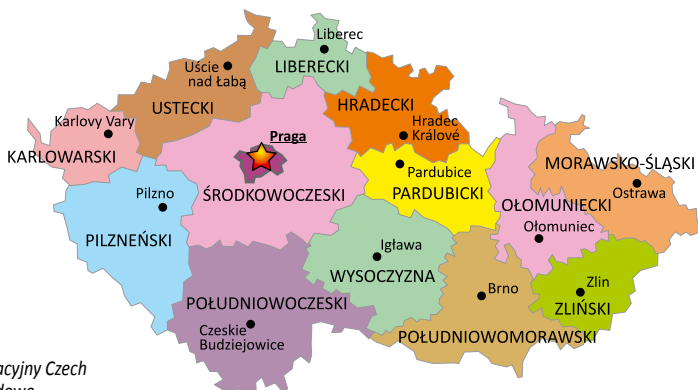 Liberec
LIBERECKI
Uście
nad Łabą
USTECKI
HRADECKI
Hradec
Králové
Karlovy Vary
KARLOWARSKI
Praga
ŚRODKOWOCZESKI
Pardubice
PARDUBICKI
MORAWSKO-ŚLĄSKI
Ostrawa
OŁOMUNIECKI
Ołomuniec
Pilzno
PILZNEŃSKI
Igława
WYSOCZYZNA
Brno
Zlin
ZLIŃSKI
POŁUDNIOWOCZESKI
Czeskie
Budziejowice
POŁUDNIOWOMORAWSKI
acyjny Czech